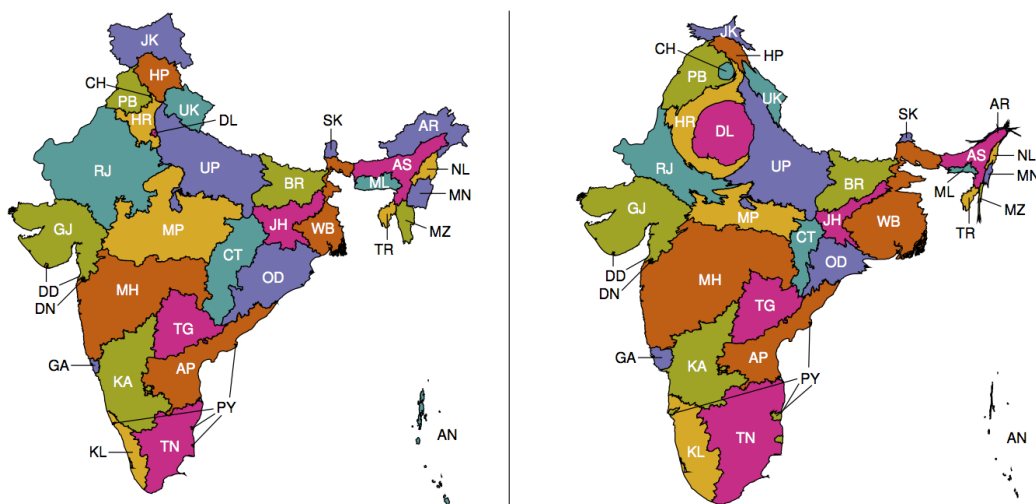 JK
HP
CH
PB
UK
HR
DL
SK
AR
RJ
UP
AS
NL
BR
ML
MN
GJ
MP
JH
WB
TR
MZ
CT
DD
OD
DN
MH
TG
GA
AP
KA
PY
AN
KL
TN
JK
HP
CH
PB
UK
AR
HR
DL
SK
NL
AS
RJ
UP
BR
ML
MN
GJ
MP
MZ
JH
WB
TR
CT
DD
OD
DN
MH
TG
GA
AP
KA
PY
AN
TN
KL